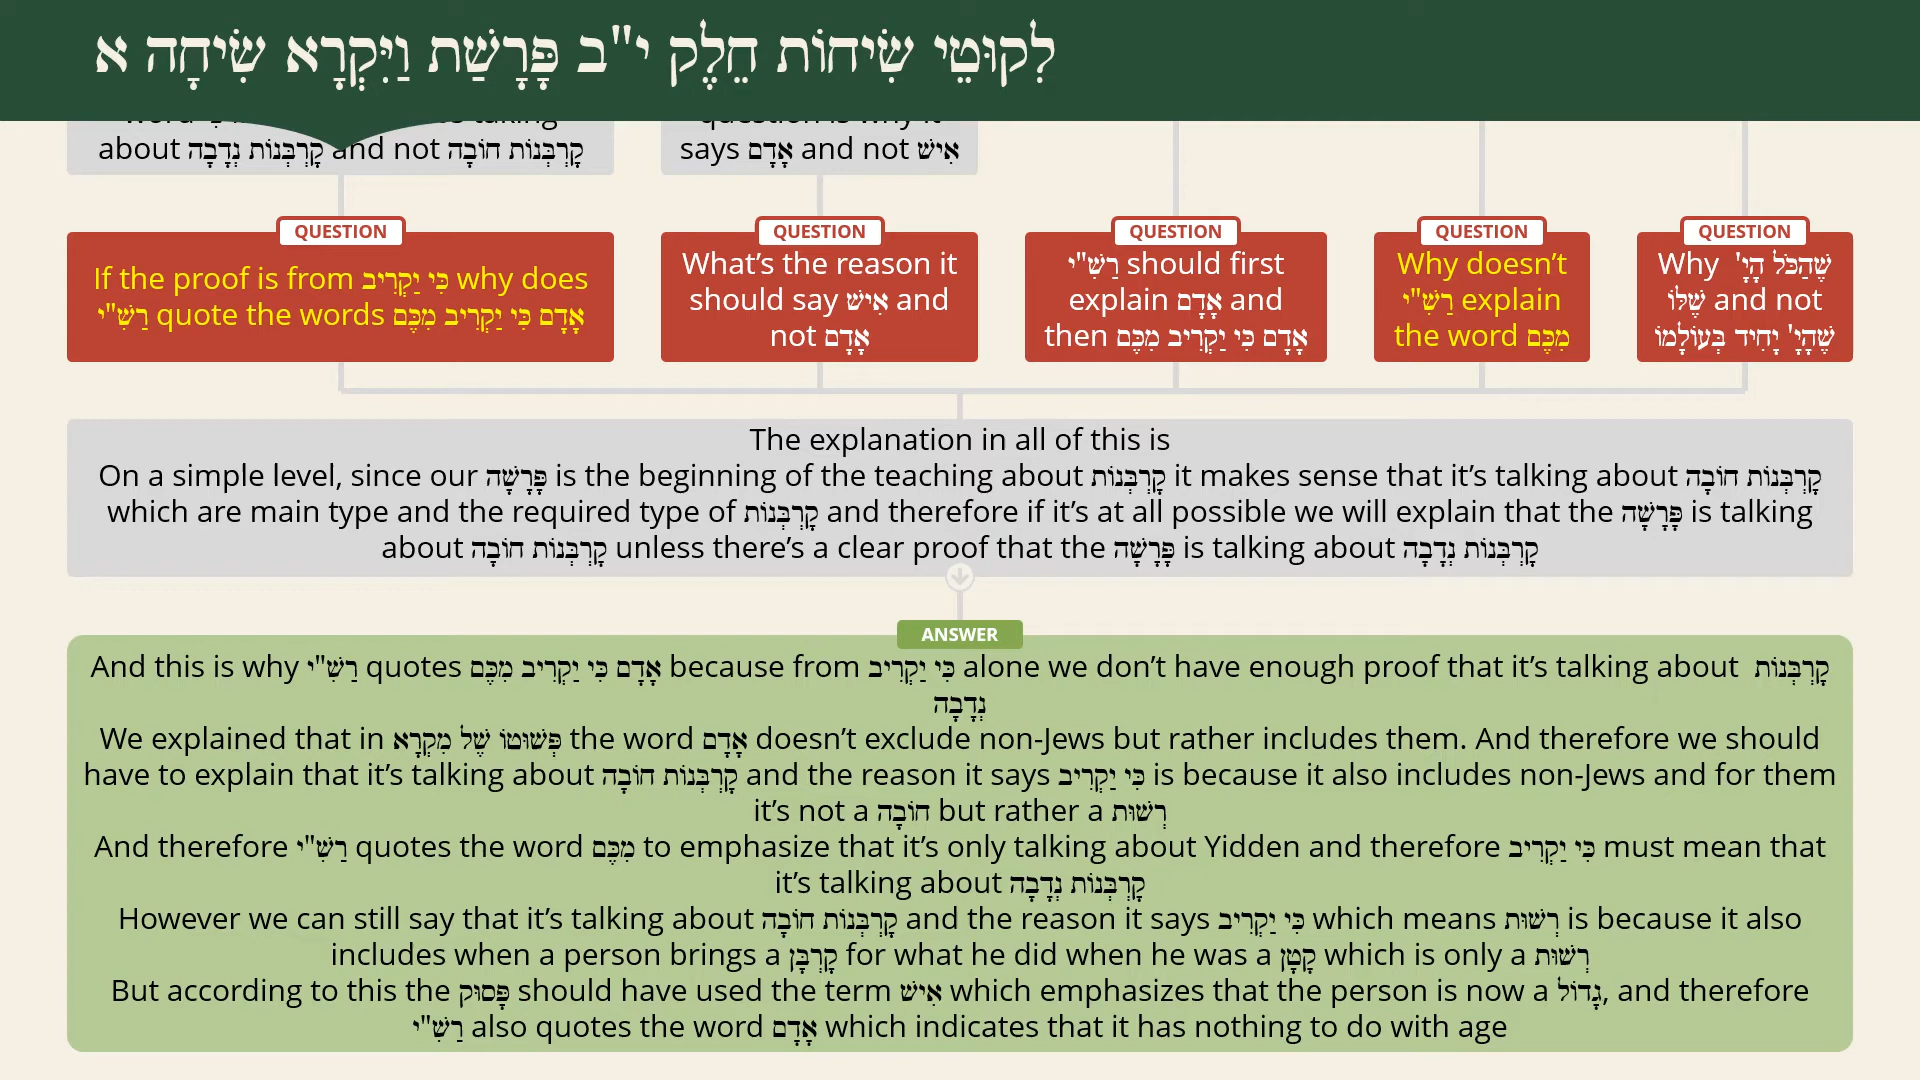 לִקוּטֵי שִׂיחוֹת חֵלֶק י"ב פָּרָשַׁת וַיִּקְרָא שִׂיחָה א
about קָרְבְּנוֹת נְדָבָה and not קָרְבְּנוֹת חוֹבָה
question is why it
says אָדָם and not אִישׁ
QUESTION
If the proof is from כִּי יַקְרִיב why does
רַשִׁ"י quote the words אָדָם כִּי יַקְרִיב מִכֶּם
QUESTION
What's the reason it
should say אִישׁ and
not אָדָם
QUESTION
רַשִׁ"י should first
explain אָדָם and
then אָדָם כִּי יַקְרִיב מִכֶּם
QUESTION
Why doesn't
רַשִׁ"י explain
the word מִכֶּם
QUESTION
Why שֶׁהַכֹּל הָיָ'
שֶׁלּוֹ and not
שֶׁהָיָ' יָחִיד בְּעוֹלָמוֹ
The explanation in all of this is
On a simple level, since our פָּרָשָׁה is the beginning of the teaching about קָרְבְּנוֹת it makes sense that it's talking about קָרְבְּנוֹת חוֹבָה
which are main type and the required type of קָרְבְּנוֹת and therefore if it's at all possible we will explain that the פָּרָשָׁה is talking
about קָרְבְּנוֹת חוֹבָה unless there's a clear proof that the פָּרָשָׁה is talking about קָרְבְּנוֹת נְדָבָה
ANSWER
And this is why רַשִׁ"י quotes אָדָם כִּי יַקְרִיב מִכֶּם because from כִּי יַקְרִיב alone we don't have enough proof that it's talking about קָרְבְּנוֹת
נְדָבָה
We explained that in פְּשׁוּטוֹ שֶׁל מִקְרָא the word אָדָם doesn't exclude non-Jews but rather includes them. And therefore we should
have to explain that it's talking about קָרְבְּנוֹת חוֹבָה and the reason it says כִּי יַקְרִיב is because it also includes non-Jews and for them
it's not a חוֹבָה but rather a רְשׁוּת
And therefore רַשִׁ"י quotes the word מִכֶּם to emphasize that it's only talking about Yidden and therefore כִּי יַקְרִיב must mean that
it's talking about קָרְבְּנוֹת נְדָבָה
However we can still say that it's talking about קָרְבְּנוֹת חוֹבָה and the reason it says כִּי יַקְרִיב which means רְשׁוּת is because it also
includes when a person brings a קָרְבָּן for what he did when he was a קָטָן which is only a רְשׁוּת
But according to this the פָּסוּק should have used the term אִישׁ which emphasizes that the person is now a גָדוֹל, and therefore
רַשִׁ"י also quotes the word אָדָם which indicates that it has nothing to do with age